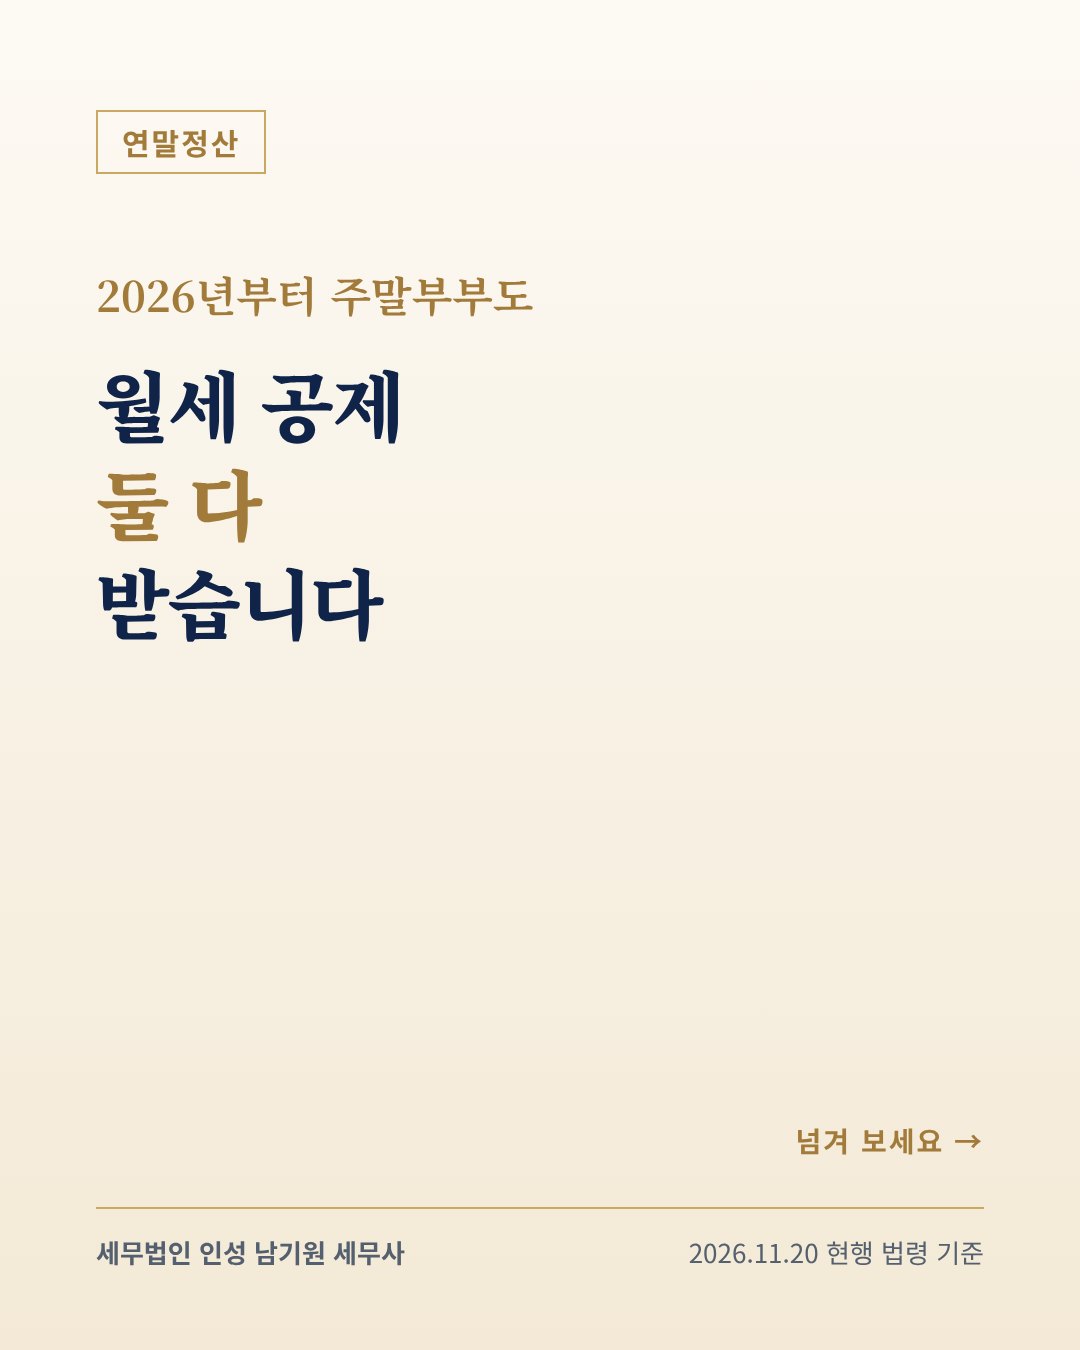 연말정산
2026년부터 주말부부도
월세 공제
둘 다
받습니다
넘겨 보세요 →
세무법인 인성 남기원 세무사
2026.11.20 현행 법령 기준